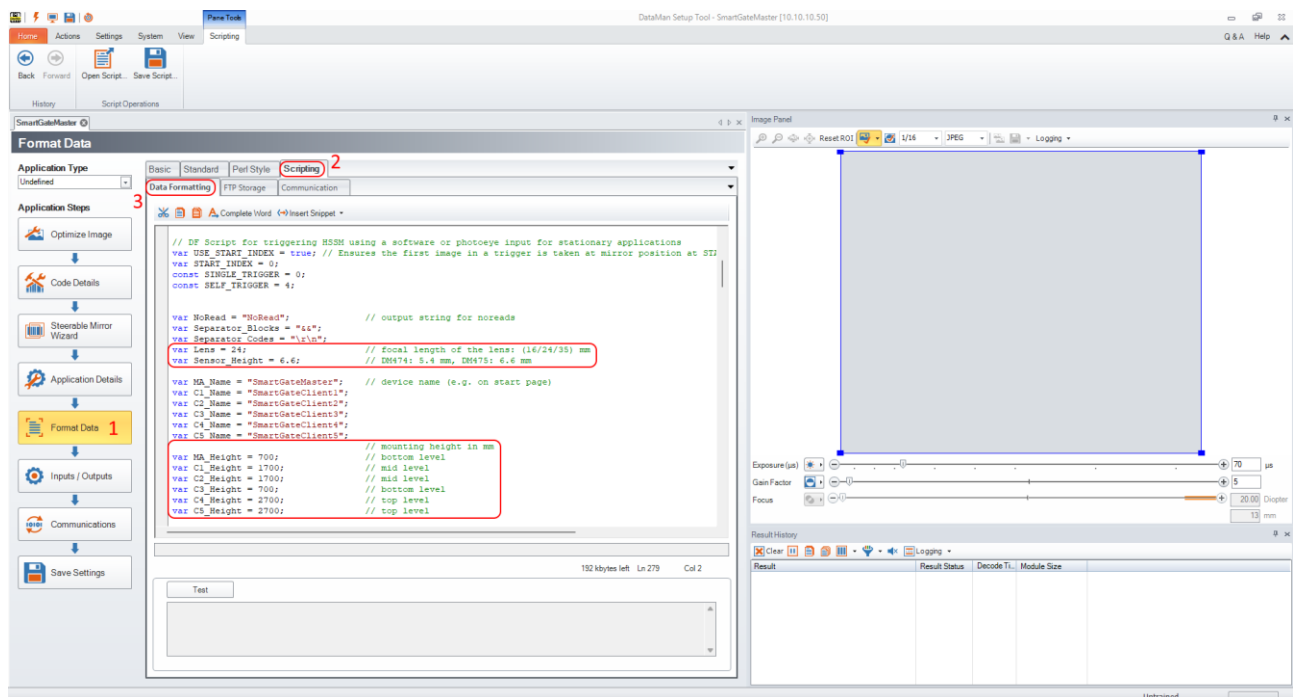 Pane Tools
DataMan Setup Tool - SmartGateMaster [10.10.10.50]
Home Actions Settings System View Scripting
Q & A Help
Back Forward Open Script... Save Script...
History Script Operations
SmartGateMaster
Format Data
Application Type
Undefined
Application Steps
Optimize Image
Code Details
Steerable Mirror
Wizard
Application Details
Format Data 1
Inputs / Outputs
Communications
Save Settings
Basic Standard Perl Style Scripting 2
3 Data Formatting FTP Storage Communication
Complete Word Insert Snippet
// DF Script for triggering HSSM using a software or photoeye input for stationary applications
var USE_START_INDEX = true; // Ensures the first image in a trigger is taken at mirror position at STA
var START_INDEX = 0;
const SINGLE_TRIGGER = 0;
const SELF_TRIGGER = 4;
var NoRead = "NoRead"; // output string for noreads
var Separator_Blocks = "&&";
var Separator_Codes = "\r\n";
var Lens = 24; // focal length of the lens: (16/24/35) mm
var Sensor_Height = 6.6; // DM474: 5.4 mm, DM475: 6.6 mm
var MA_Name = "SmartGateMaster"; // device name (e.g. on start page)
var C1_Name = "SmartGateClient1";
var C2_Name = "SmartGateClient2";
var C3_Name = "SmartGateClient3";
var C4_Name = "SmartGateClient4";
var C5_Name = "SmartGateClient5";
// mounting height in mm
var MA_Height = 700; // bottom level
var C1_Height = 1700; // mid level
var C2_Height = 1700; // mid level
var C3_Height = 700; // bottom level
var C4_Height = 2700; // top level
var C5_Height = 2700; // top level
192 kbytes left Ln 279 Col 2
Test
Image Panel
Reset ROI 1/16 JPEG Logging
Exposure (µs) 70 µs
Gain Factor 5
Focus 20.00 Diopter
13 mm
Result History
Clear Logging
Result Result Status Decode Ti... Module Size
Untrained